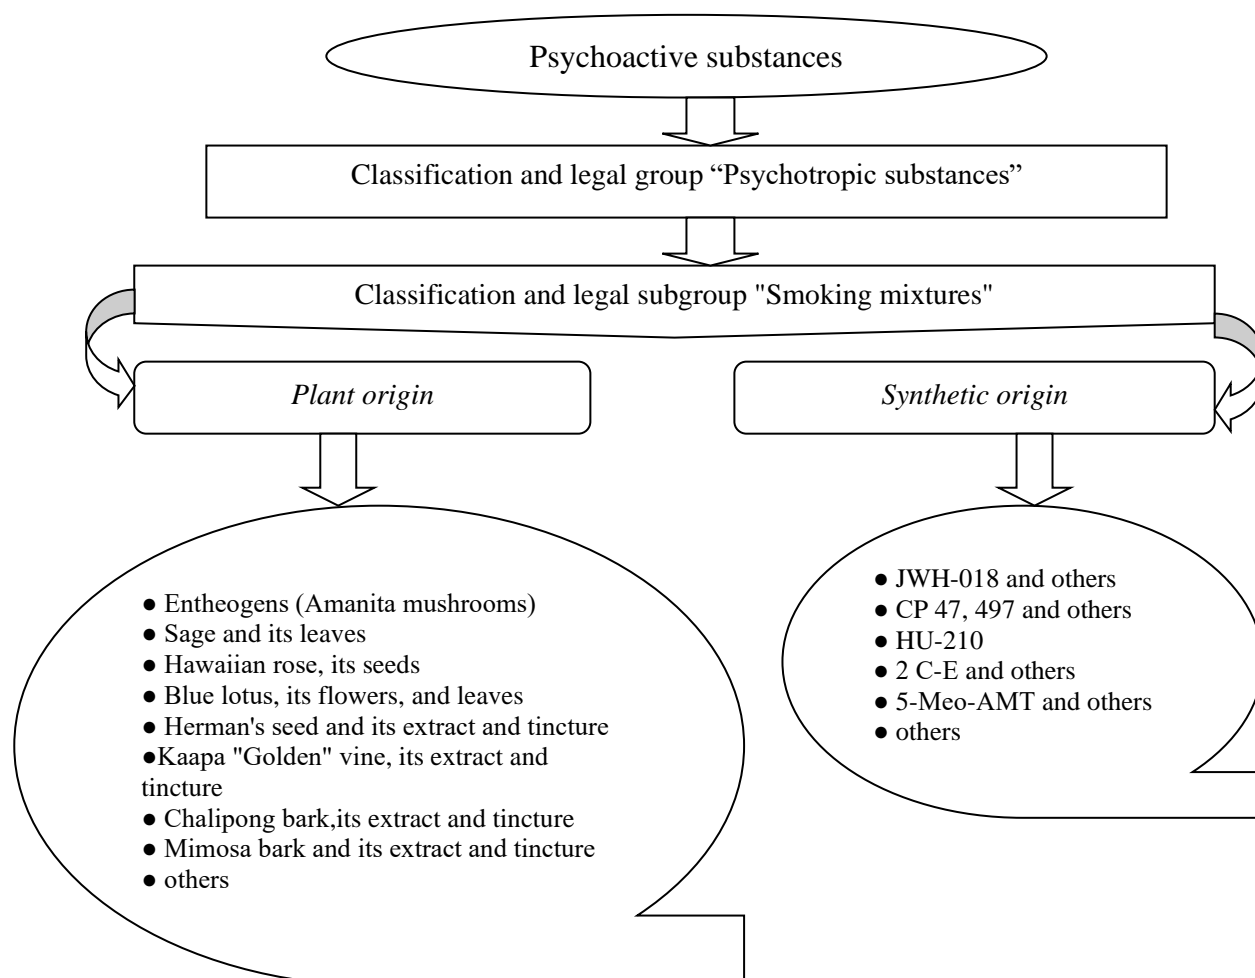 Psychoactive substances
Classification and legal group “Psychotropic substances”
Classification and legal subgroup "Smoking mixtures"
Plant origin
Synthetic origin
● Entheogens (Amanita mushrooms)
● Sage and its leaves
● Hawaiian rose, its seeds
● Blue lotus, its flowers, and leaves
● Herman's seed and its extract and tincture
●Kaapa "Golden" vine, its extract and
tincture
● Chalipong bark,its extract and tincture
● Mimosa bark and its extract and tincture
● others
● JWH-018 and others
● CP 47, 497 and others
● HU-210
● 2 C-E and others
● 5-Meo-AMT and others
● others